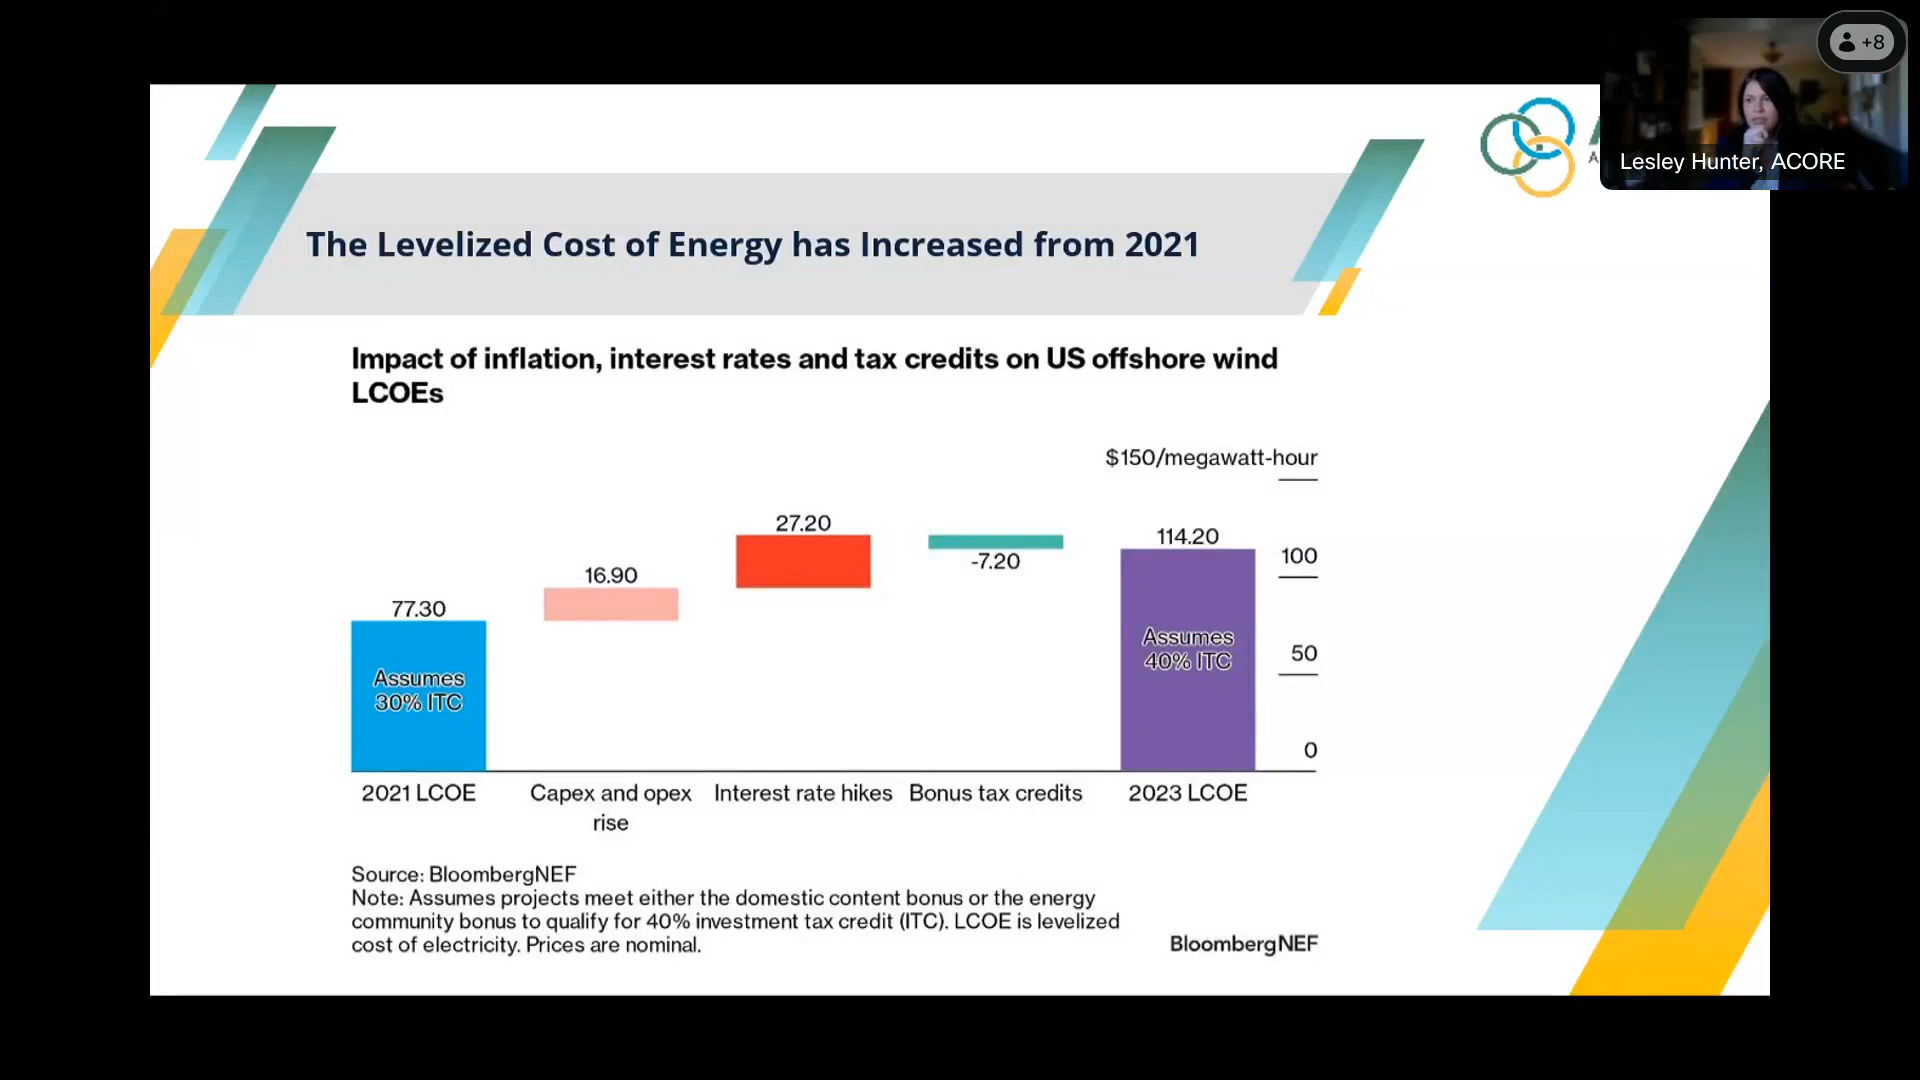 +8
Lesley Hunter, ACORE
The Levelized Cost of Energy has Increased from 2021
Impact of inflation, interest rates and tax credits on US offshore wind
LCOEs
$150/megawatt-hour
77.30
16.90
27.20
-7.20
114.20
100
50
0
Assumes
30% ITC
Assumes
40% ITC
2021 LCOE
Capex and opex
rise
Interest rate hikes
Bonus tax credits
2023 LCOE
Source: BloombergNEF
Note: Assumes projects meet either the domestic content bonus or the energy
community bonus to qualify for 40% investment tax credit (ITC). LCOE is levelized
cost of electricity. Prices are nominal.
BloombergNEF